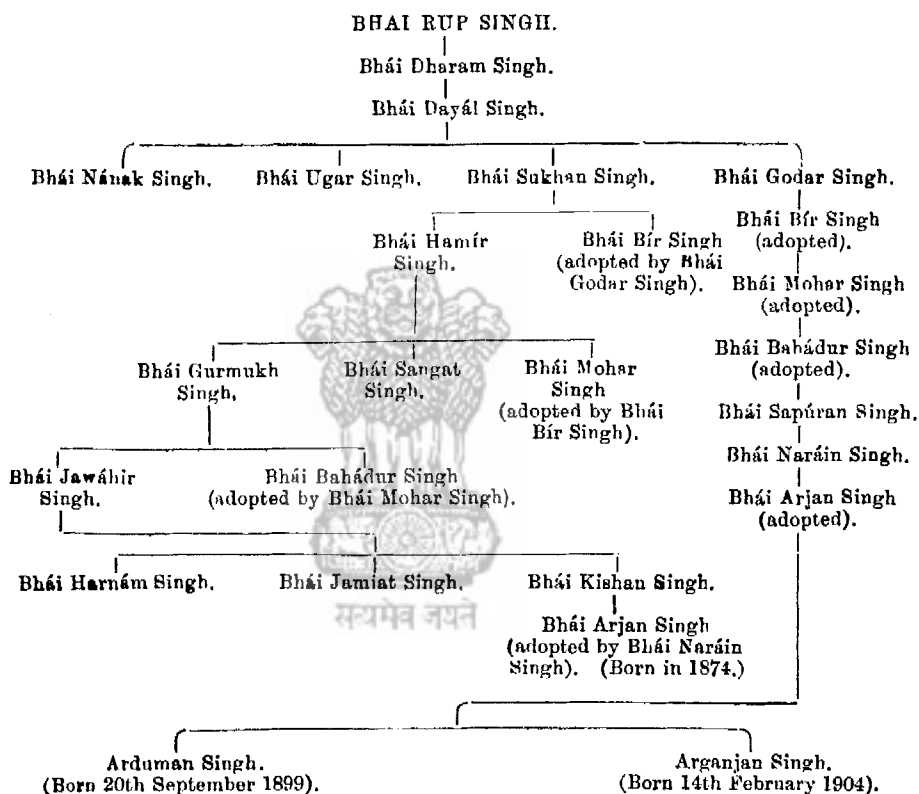 BHAI RUP SINGH.
Bhái Dharam Singh.
Bhái Dayál Singh.
Bhái Nának Singh.
Bhái Ugar Singh.
Bhái Sukhan Singh.
Bhái Godar Singh.
Bhái Hamír
Singh.
Bhái Bír Singh
(adopted by Bhái
Godar Singh).
Bhái Bír Singh
(adopted).
Bhái Mohar Singh
(adopted).
Bhái Gurmukh
Singh.
Bhái Sangat
Singh.
Bhái Mohar
Singh
(adopted by Bhái
Bír Singh).
Bhái Bahádur Singh
(adopted).
Bhái Sapúran Singh.
Bhái Naráin Singh.
Bhái Arjan Singh
(adopted).
Bhái Jawáhir
Singh.
Bhái Bahádur Singh
(adopted by Bhái Mohar Singh).
Bhái Harnám Singh.
Bhái Jamiat Singh.
Bhái Kishan Singh.
सत्यमेव जयते
Bhái Arjan Singh
(adopted by Bhái Naráin
Singh). (Born in 1874.)
Arduman Singh.
(Born 20th September 1899).
Arganjan Singh.
(Born 14th February 1904).